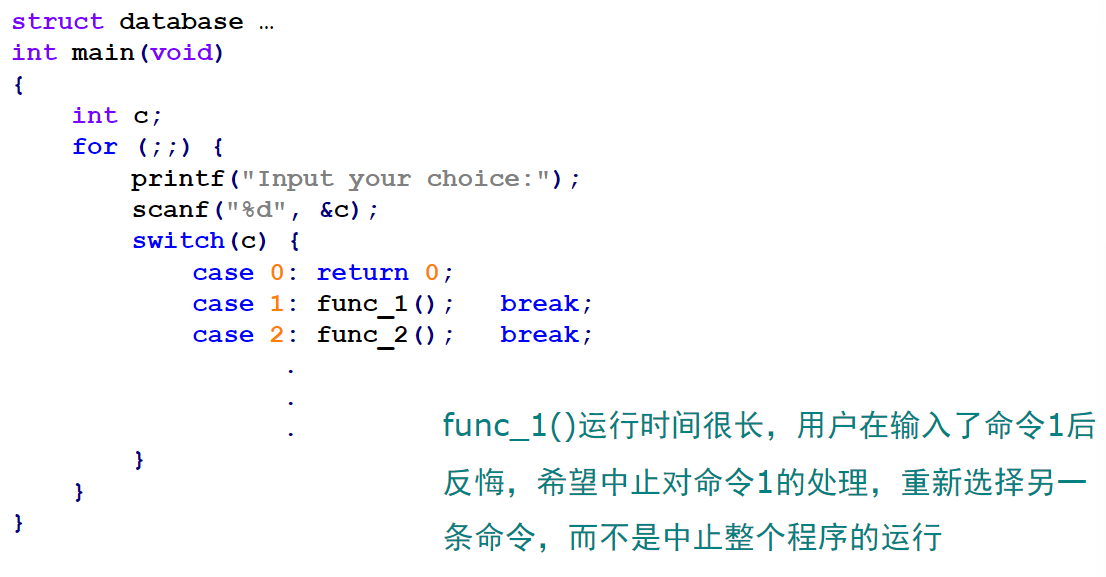 struct database …
int main(void)
{
    int c;
    for (;;) {
        printf("Input your choice:");
        scanf("%d", &c);
        switch(c) {
            case 0: return 0;
            case 1: func_1();   break;
            case 2: func_2();   break;
                  .
                  .
                  .
        }
    }
}
func_1()运行时间很长，用户在输入了命令1后
反悔，希望中止对命令1的处理，重新选择另一
条命令，而不是中止整个程序的运行